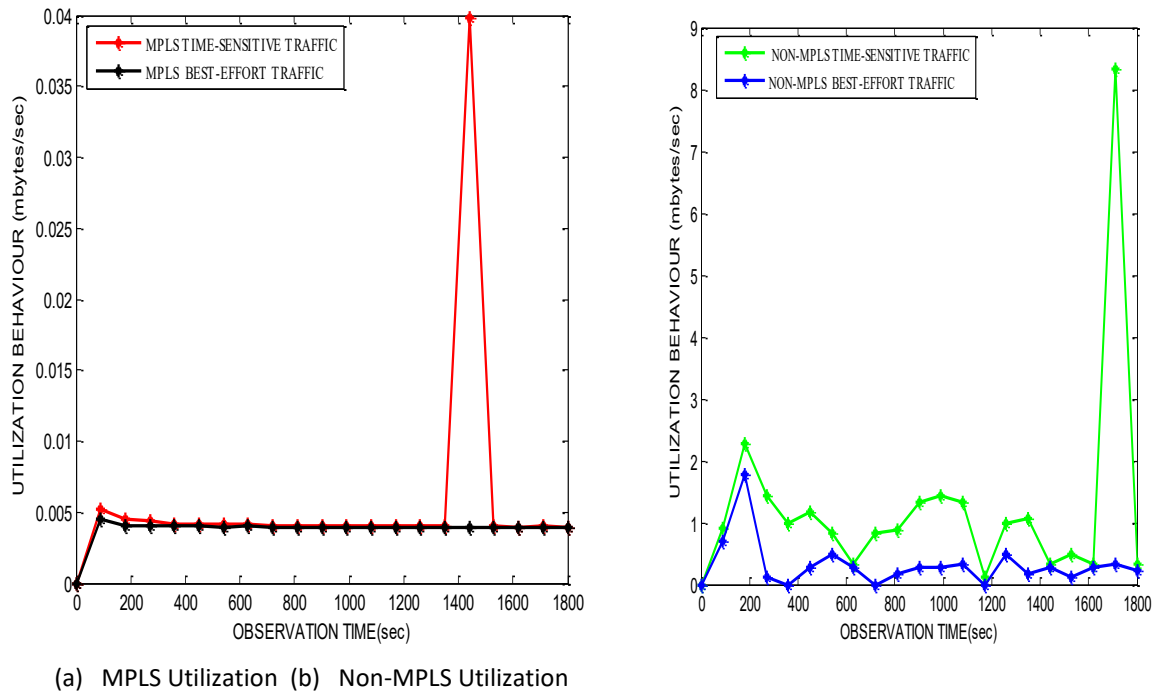 0.04
0.035
0.03
0.025
0.02
0.015
0.01
0.005
0
UTILIZATION BEHAVIOUR (mbytes/sec)
MPLS TIME-SENSITIVE TRAFFIC
MPLS BEST-EFFORT TRAFFIC
0 200 400 600 800 1000 1200 1400 1600 1800
OBSERVATION TIME(sec)
9
8
7
6
5
4
3
2
1
0
UTILIZATION BEHAVIOUR (mbytes/sec)
NON-MPLS TIME-SENSITIVE TRAFFIC
NON-MPLS BEST-EFFORT TRAFFIC
0 200 400 600 800 1000 1200 1400 1600 1800
OBSERVATION TIME(sec)
(a) MPLS Utilization (b) Non-MPLS Utilization